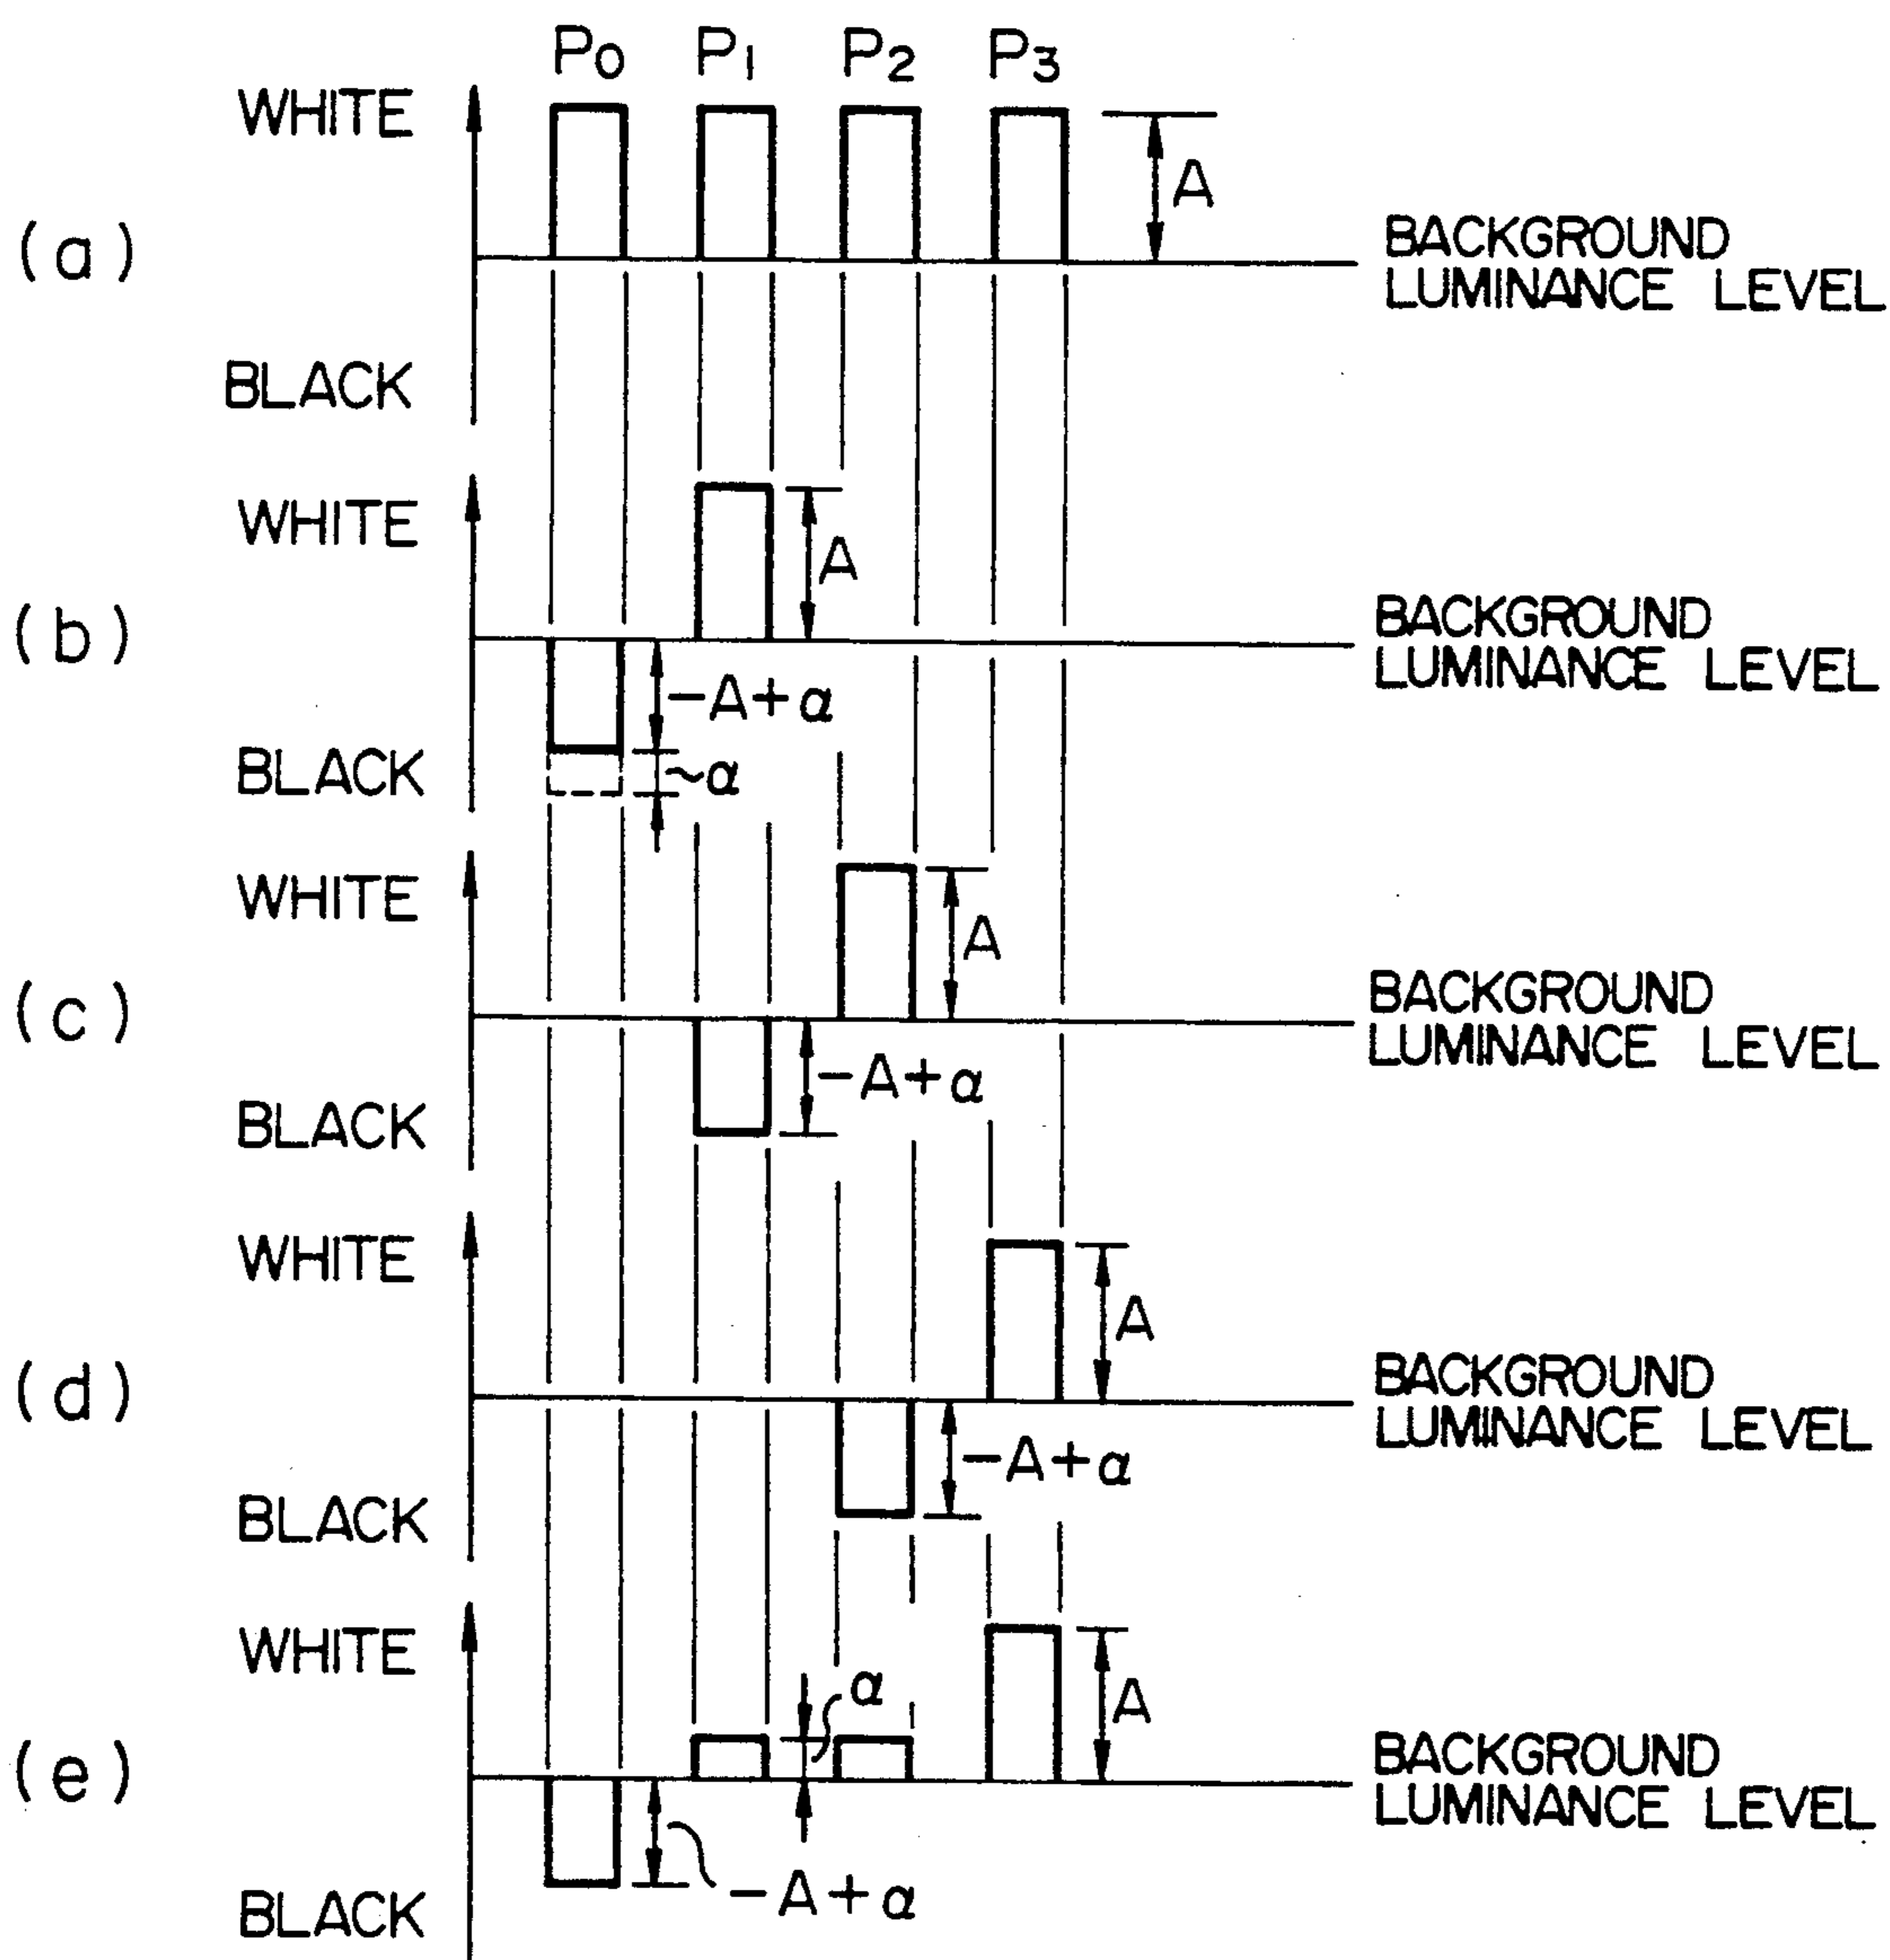 P0 P1 P2 P3
WHITE
A
(a)
BACKGROUND
LUMINANCE LEVEL
BLACK
WHITE
A
(b)
BACKGROUND
LUMINANCE LEVEL
-A+α
BLACK
~α
WHITE
A
(c)
BACKGROUND
LUMINANCE LEVEL
-A+α
BLACK
WHITE
A
(d)
BACKGROUND
LUMINANCE LEVEL
-A+α
BLACK
WHITE
α
A
(e)
BACKGROUND
LUMINANCE LEVEL
-A+α
BLACK